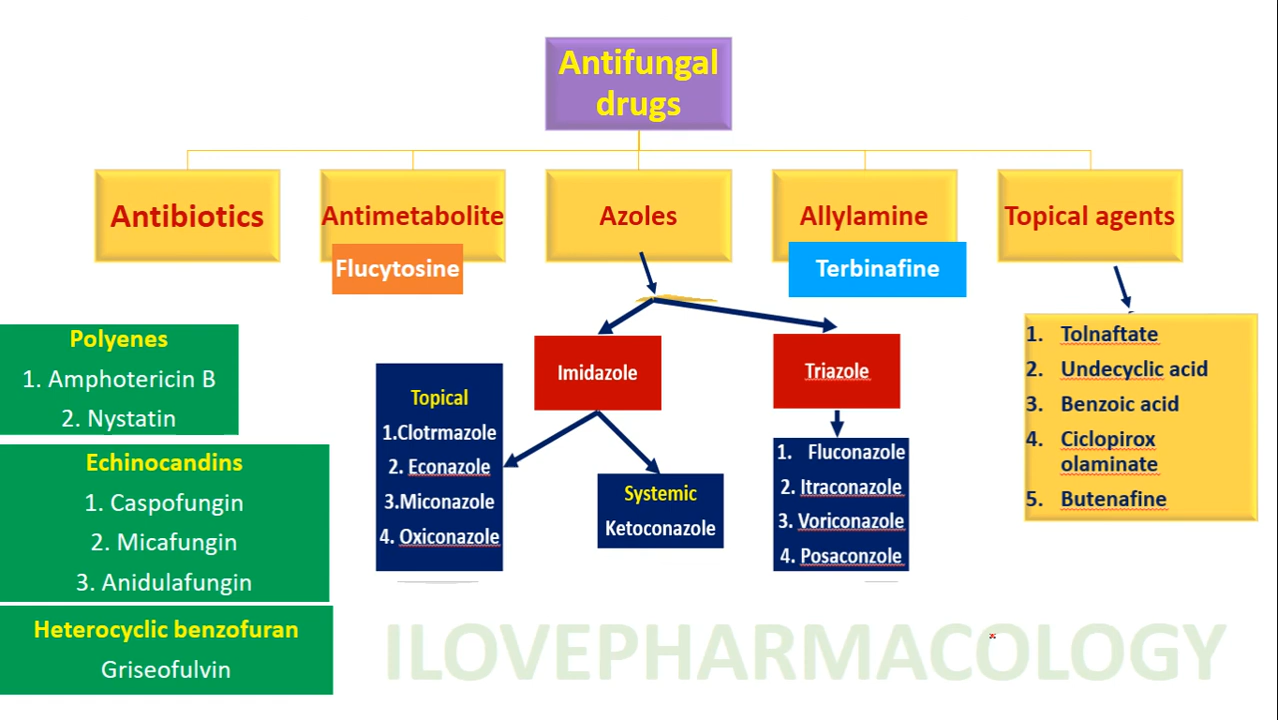 Antifungal
drugs
Antibiotics
Antimetabolite
Azoles
Allylamine
Topical agents
Flucytosine
Terbinafine
Polyenes
1. Amphotericin B
2. Nystatin
Echinocandins
1. Caspofungin
2. Micafungin
3. Anidulafungin
Heterocyclic benzofuran
Griseofulvin
Imidazole
Topical
1.Clotrmazole
2. Econazole
3.Miconazole
4. Oxiconazole
Systemic
Ketoconazole
Triazole
1. Fluconazole
2. Itraconazole
3. Voriconazole
4. Posaconzole
1. Tolnaftate
2. Undecyclic acid
3. Benzoic acid
4. Ciclopirox
olaminate
5. Butenafine
ILOVEPHARMACOLOGY